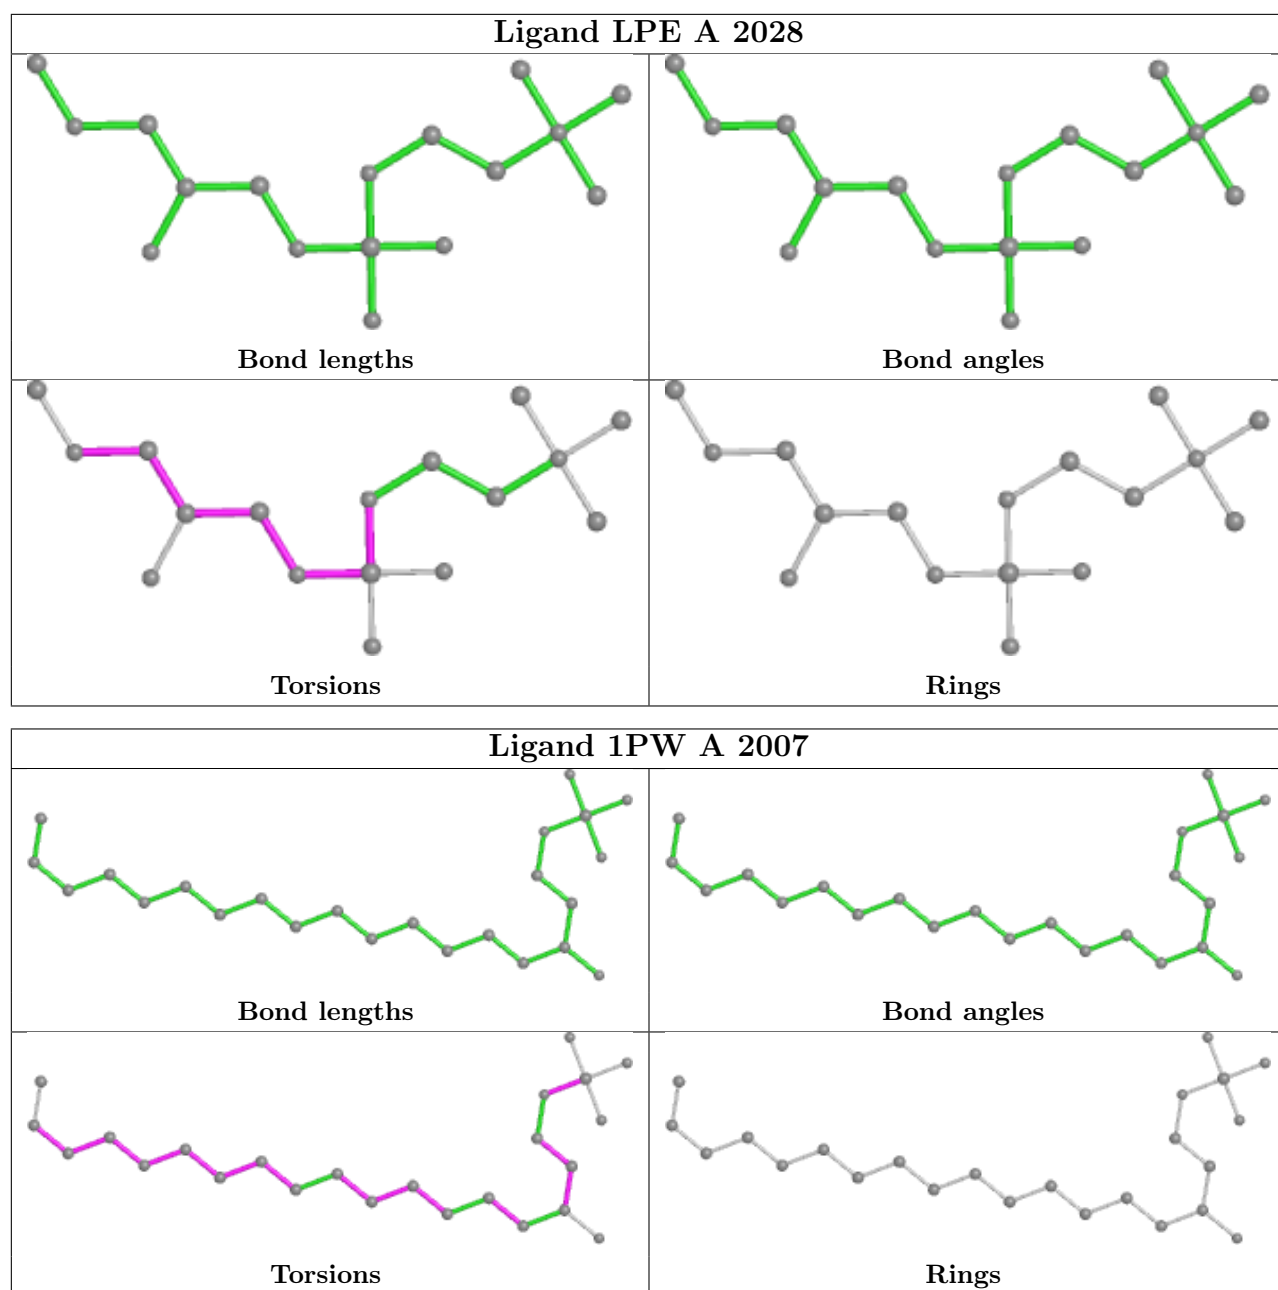 Ligand LPE A 2028
Bond lengths
Bond angles
Torsions
Rings
Ligand 1PW A 2007
Bond lengths
Bond angles
Torsions
Rings